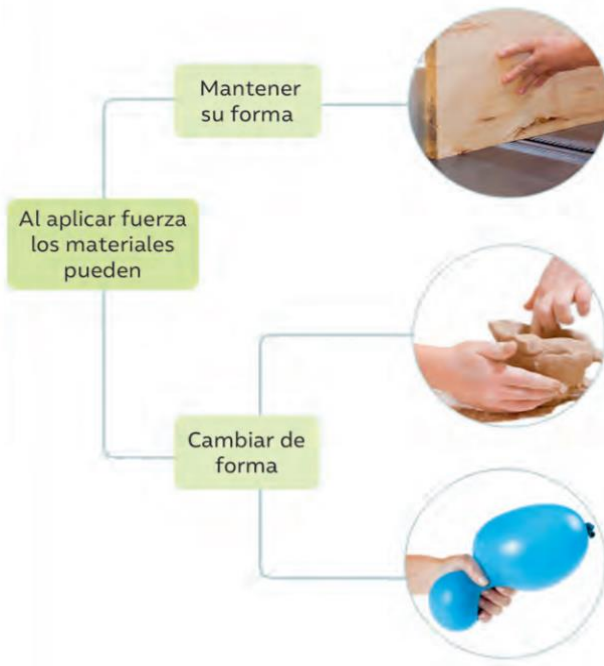 Mantener
su forma
Al aplicar fuerza
los materiales
pueden
Cambiar de
forma